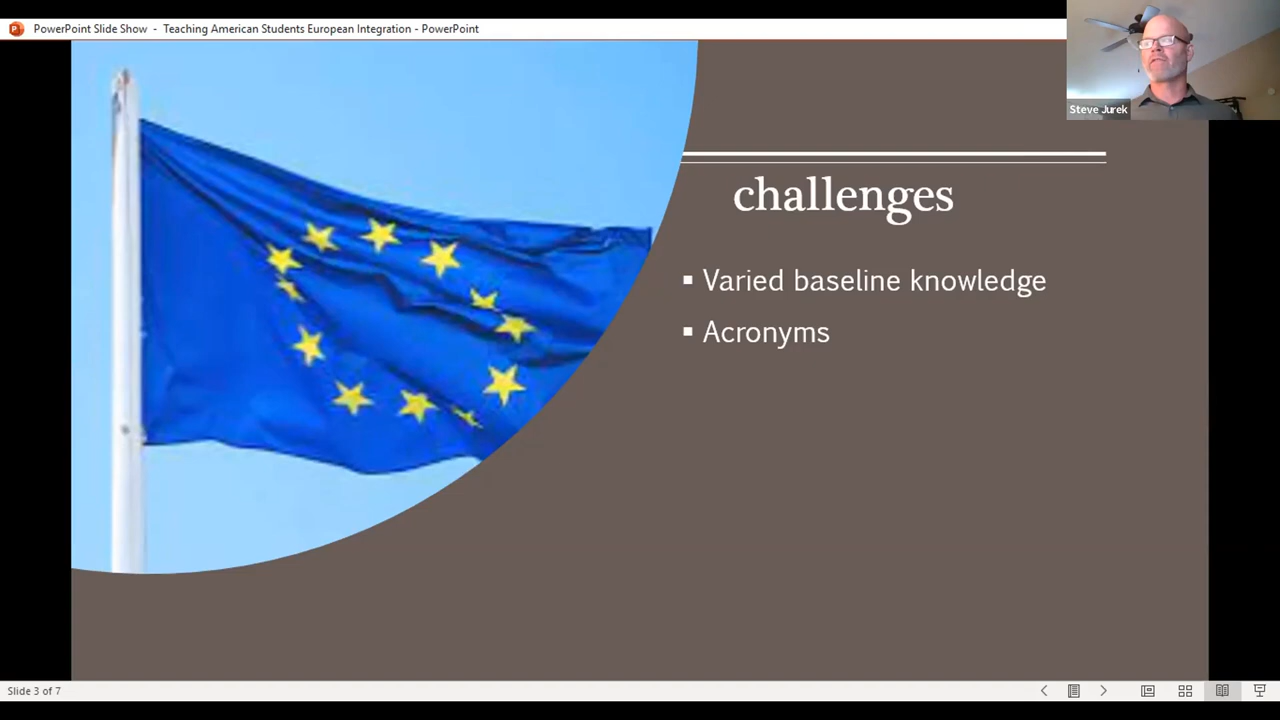 PowerPoint Slide Show - Teaching American Students European Integration - PowerPoint
Steve Jurek
challenges
Varied baseline knowledge
Acronyms
Slide 3 of 7